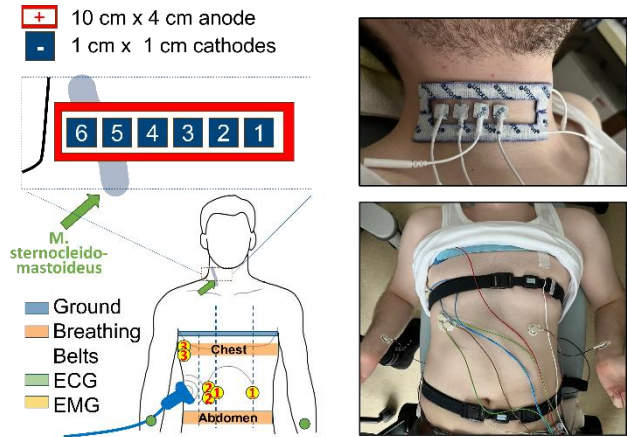 + 10 cm x 4 cm anode
- 1 cm x 1 cm cathodes
6 5 4 3 2 1
M.
sternocleido-
mastoideus
Ground
Breathing
Belts
ECG
EMG
3
3
Chest
2
2
1
1
Abdomen